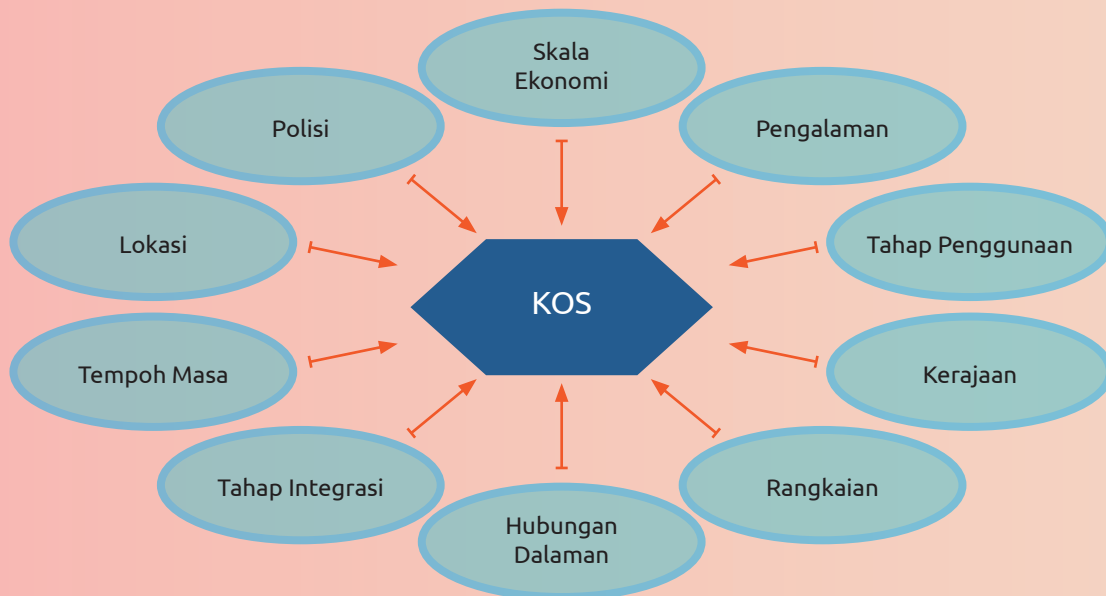 Skala
Ekonomi
Polisi
Pengalaman
Lokasi
Tahap Penggunaan
KOS
Tempoh Masa
Kerajaan
Tahap Integrasi
Rangkaian
Hubungan
Dalaman